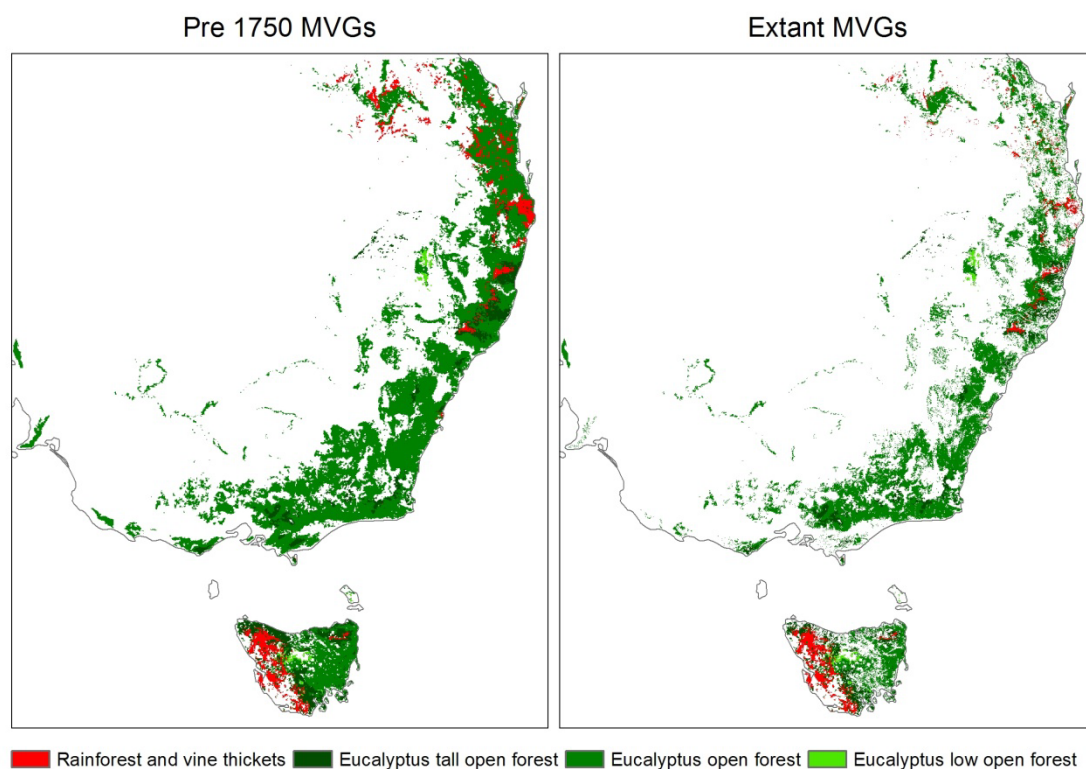 Pre 1750 MVGs
Extant MVGs
Rainforest and vine thickets
Eucalyptus tall open forest
Eucalyptus open forest
Eucalyptus low open forest